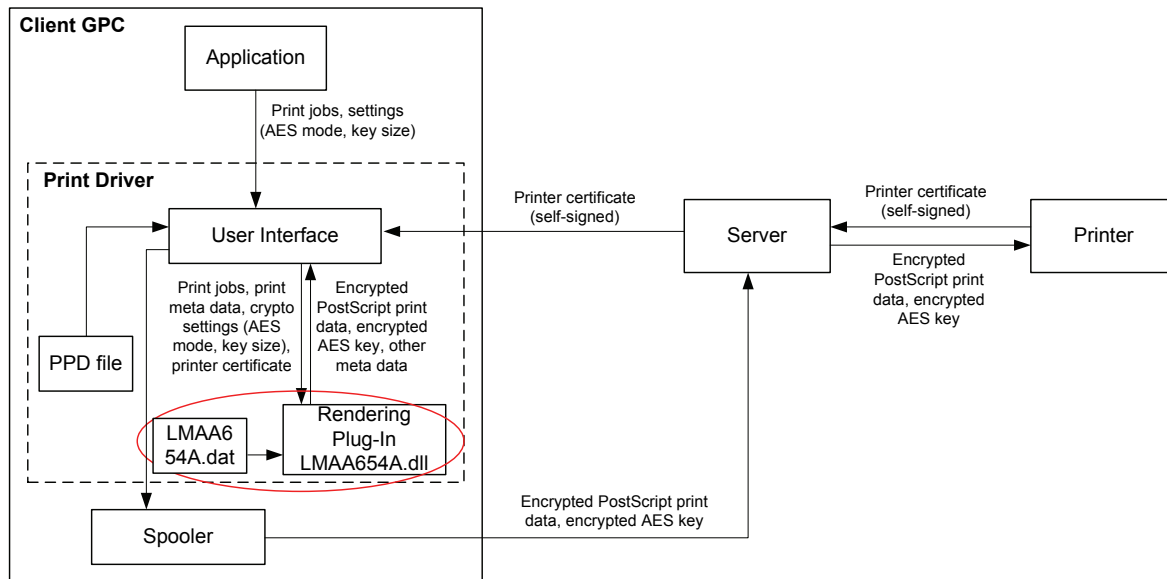 Client GPC
Application
Print jobs, settings
(AES mode, key size)
Print Driver
User Interface
Printer certificate
(self-signed)
Server
Printer certificate
(self-signed)
Printer
Encrypted
PostScript print
data, encrypted
AES key
PPD file
Print jobs, print
meta data, crypto
settings (AES
mode, key size),
printer certificate
Encrypted
PostScript print
data, encrypted
AES key, other
meta data
LMAA6
54A.dat
Rendering
Plug-In
LMAA654A.dll
Spooler
Encrypted PostScript print
data, encrypted AES key